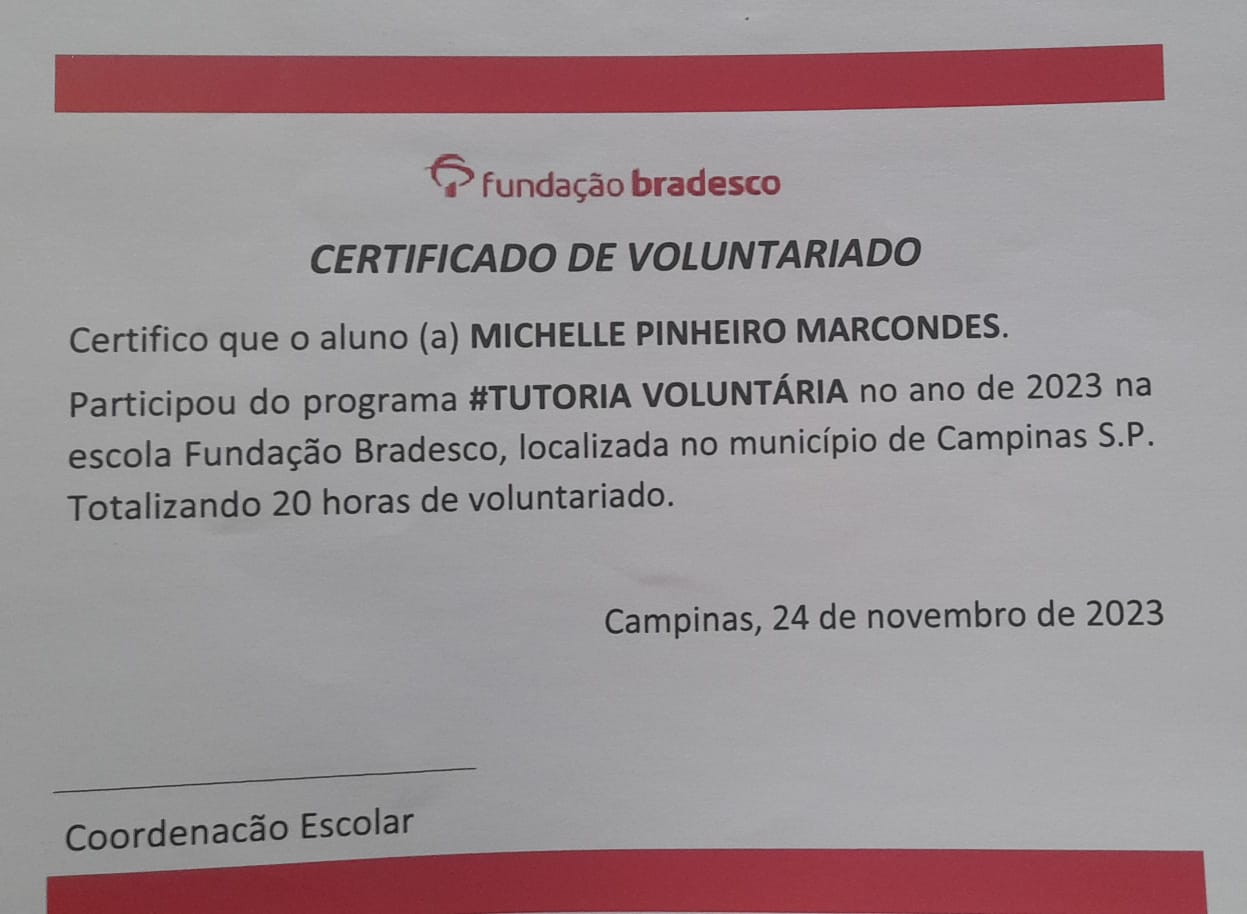 fundação bradesco
CERTIFICADO DE VOLUNTARIADO
Certifico que o aluno (a) MICHELLE PINHEIRO MARCONDES.
Participou do programa #TUTORIA VOLUNTÁRIA no ano de 2023 na
escola Fundação Bradesco, localizada no município de Campinas S.P.
Totalizando 20 horas de voluntariado.
Campinas, 24 de novembro de 2023
Coordenacão Escolar